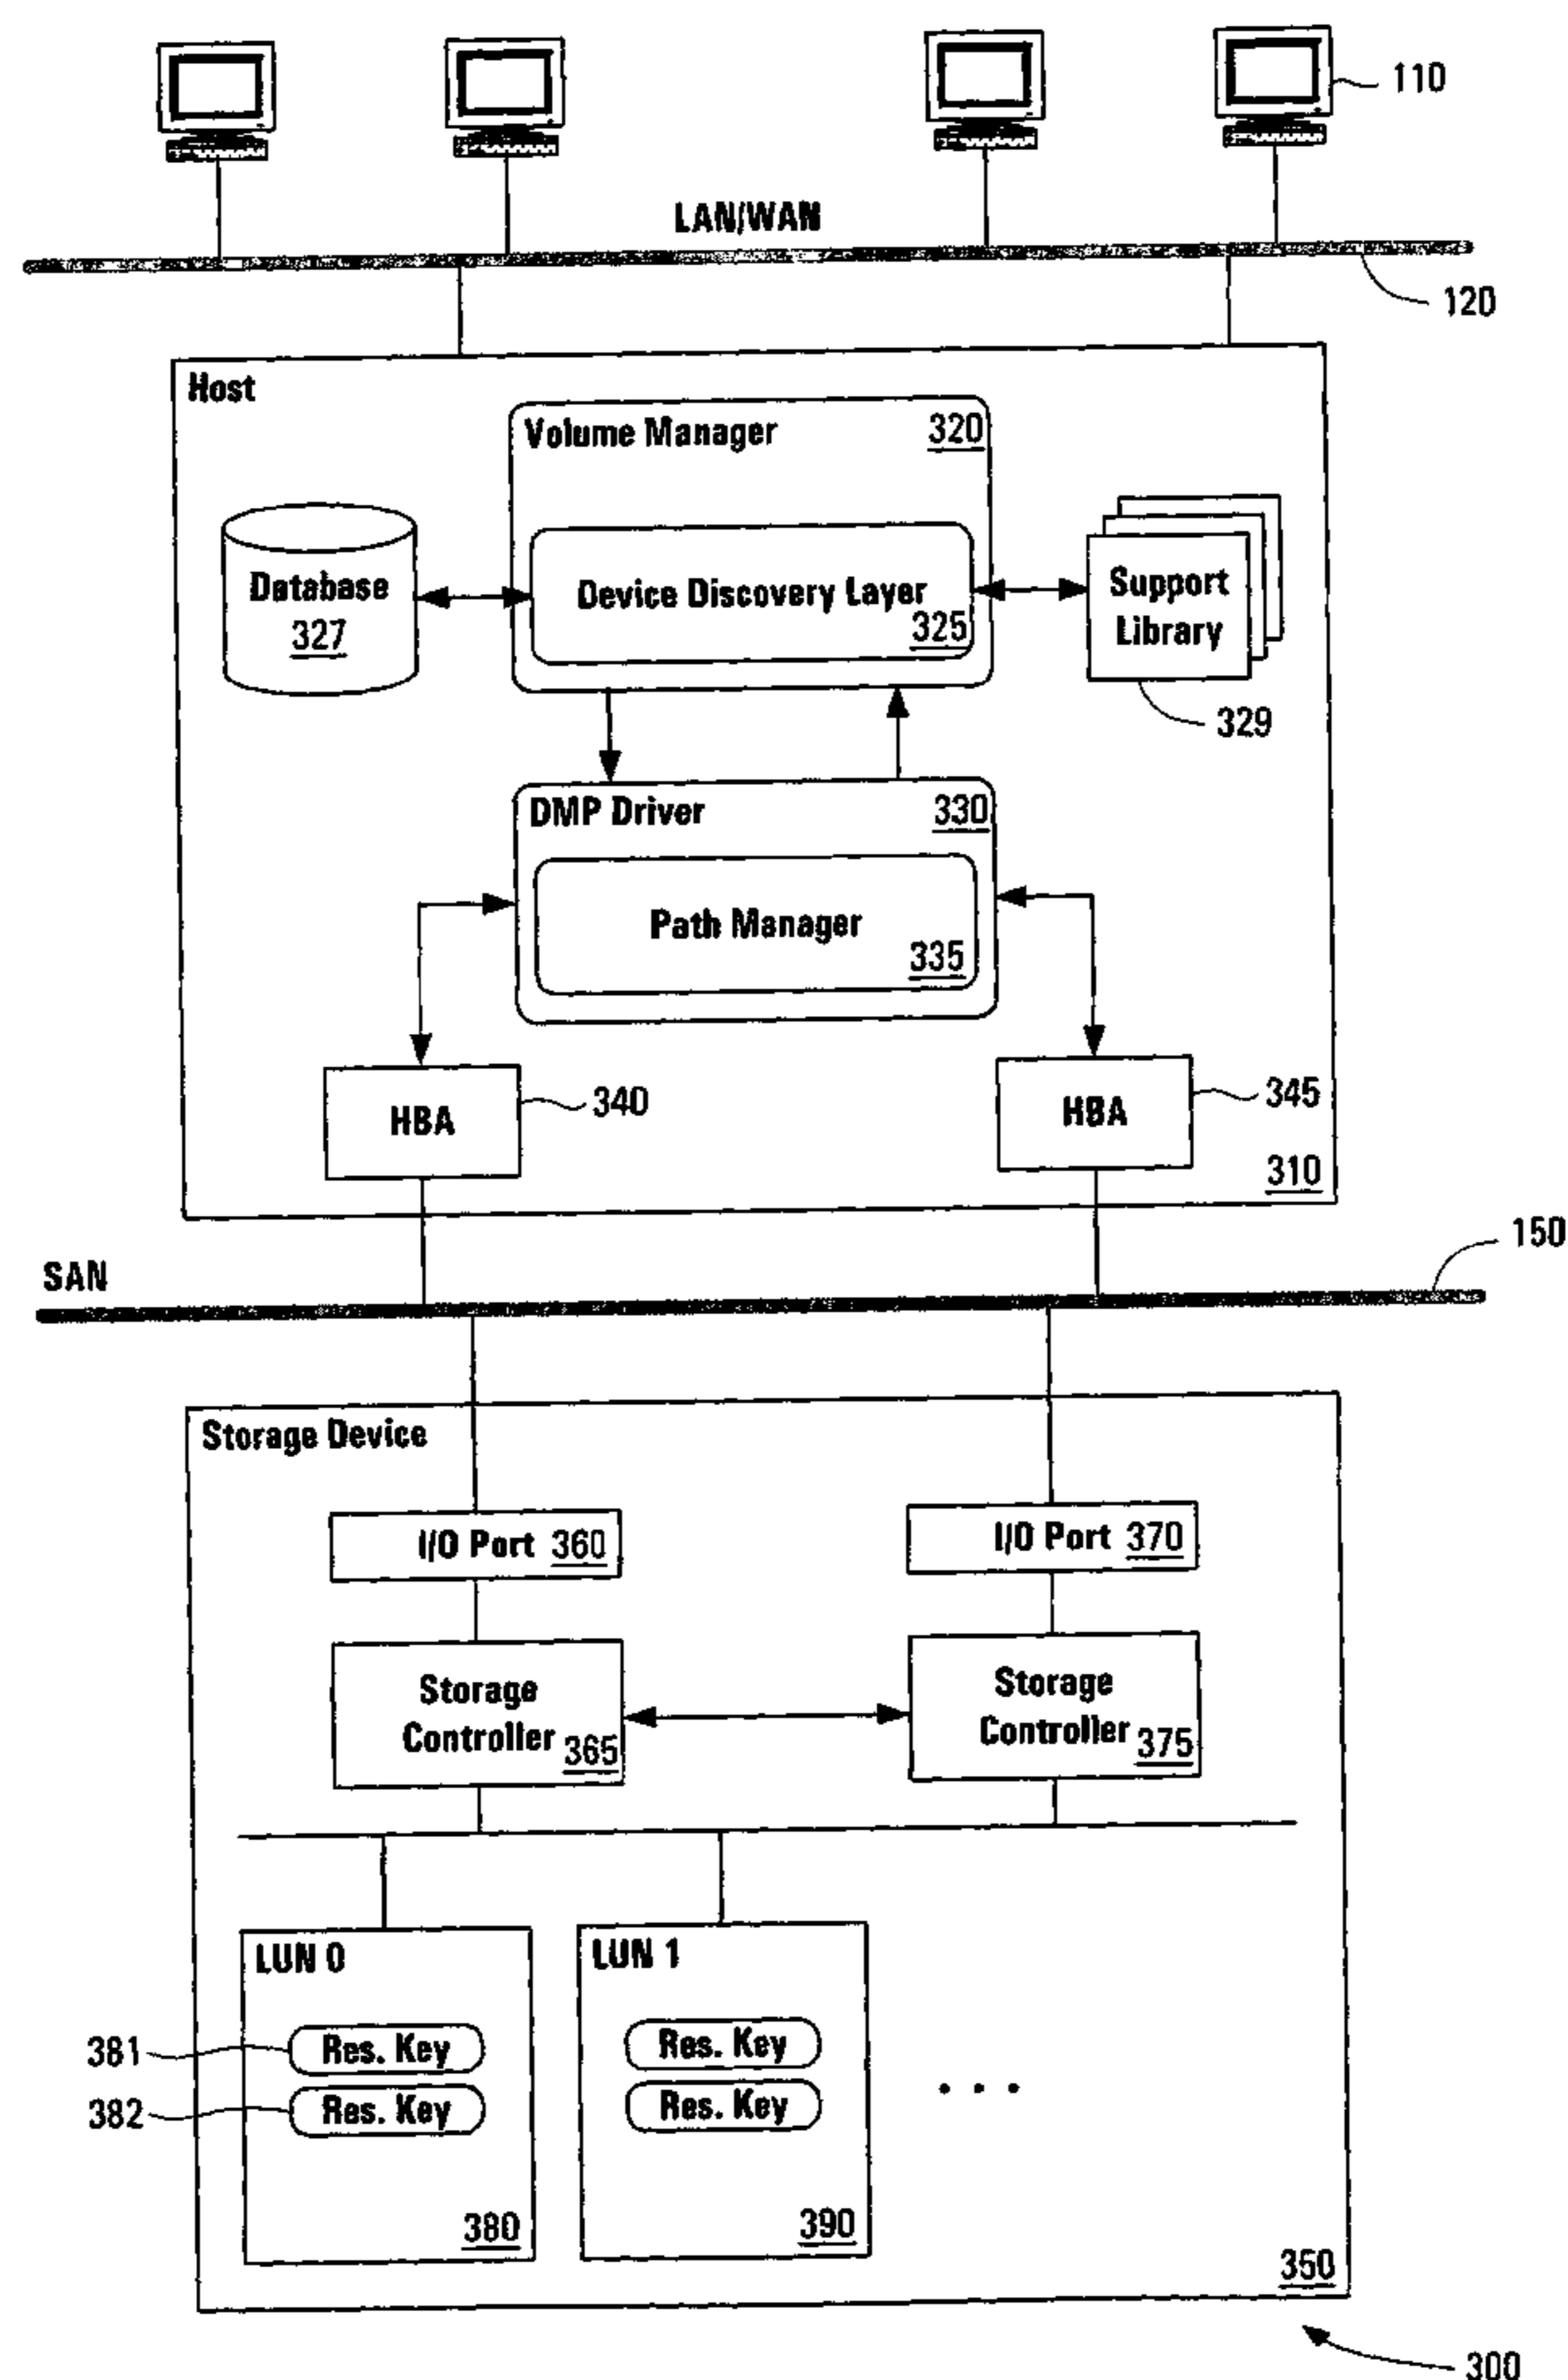 110
LAN/WAN
120
Host
Volume Manager 320
Database
327
Device Discovery Layer
325
Support
Library
329
DMP Driver 330
Path Manager
335
HBA
340
HBA
345
310
SAN
150
Storage Device
I/O Port 360
I/O Port 370
Storage
Controller 365
Storage
Controller 375
LUN 0
381
Res. Key
382
Res. Key
380
LUN 1
Res. Key
Res. Key
390
350
300